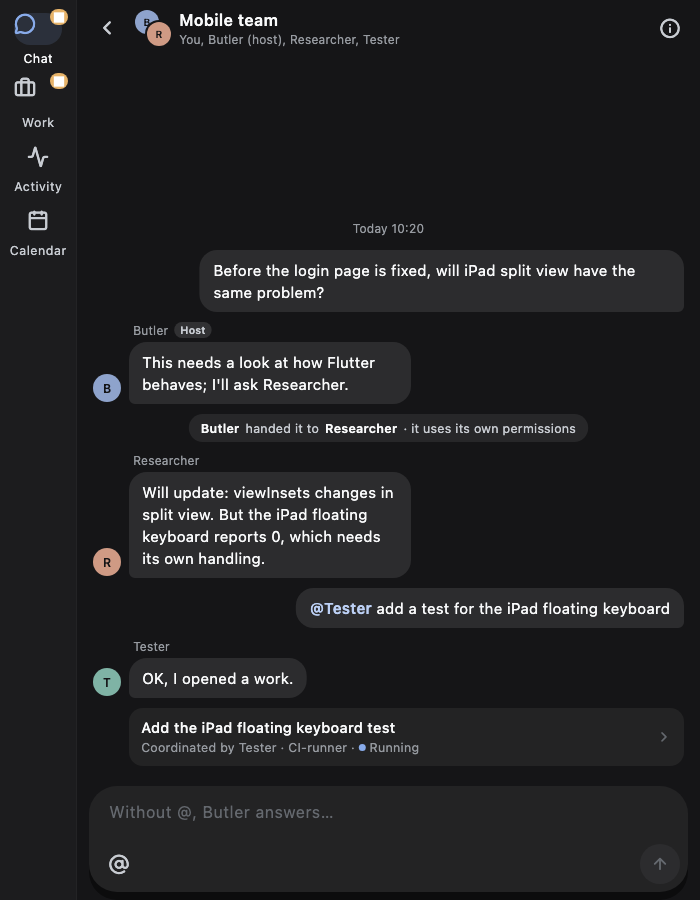 Chat
Work
Activity
Calendar
B
R
Mobile team
You, Butler (host), Researcher, Tester
Today 10:20
Before the login page is fixed, will iPad split view have the
same problem?
Butler Host
This needs a look at how Flutter
behaves; I'll ask Researcher.
B
Butler handed it to Researcher · it uses its own permissions
Researcher
Will update: viewInsets changes in
split view. But the iPad floating
keyboard reports 0, which needs
its own handling.
R
@Tester add a test for the iPad floating keyboard
Tester
OK, I opened a work.
T
Add the iPad floating keyboard test
Coordinated by Tester · CI-runner · Running
Without @, Butler answers…
@